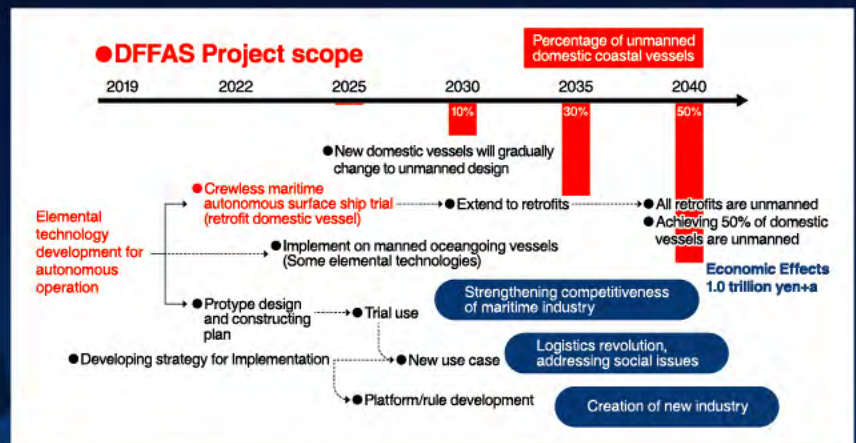 ●DFFAS Project scope
Percentage of unmanned
domestic coastal vessels
2019 2022 2025 2030 2035 2040
10% 30% 50%
●New domestic vessels will gradually
change to unmanned design
●Crewless maritime
autonomous surface ship trial
(retrofit domestic vessel)
●Extend to retrofits
●All retrofits are unmanned
●Achieving 50% of domestic
vessels are unmanned
Elemental
technology
development for
autonomous
operation
●Implement on manned oceangoing vessels
(Some elemental technologies)
Economic Effects
1.0 trillion yen+a
●Protype design
and constructing
plan
●Trial use
Strengthening competitiveness
of maritime industry
●Developing strategy for Implementation
●New use case
Logistics revolution,
addressing social issues
●Platform/rule development
Creation of new industry